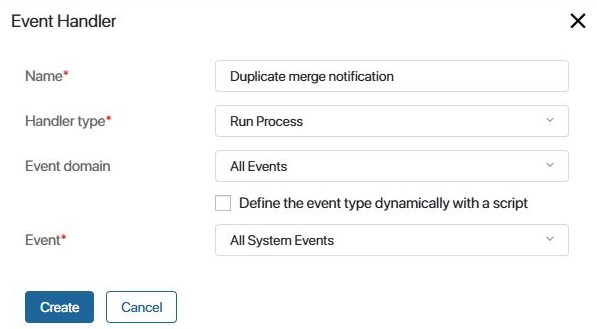 Event Handler
Name* Duplicate merge notification
Handler type* Run Process
Event domain All Events
Define the event type dynamically with a script
Event* All System Events
Create Cancel